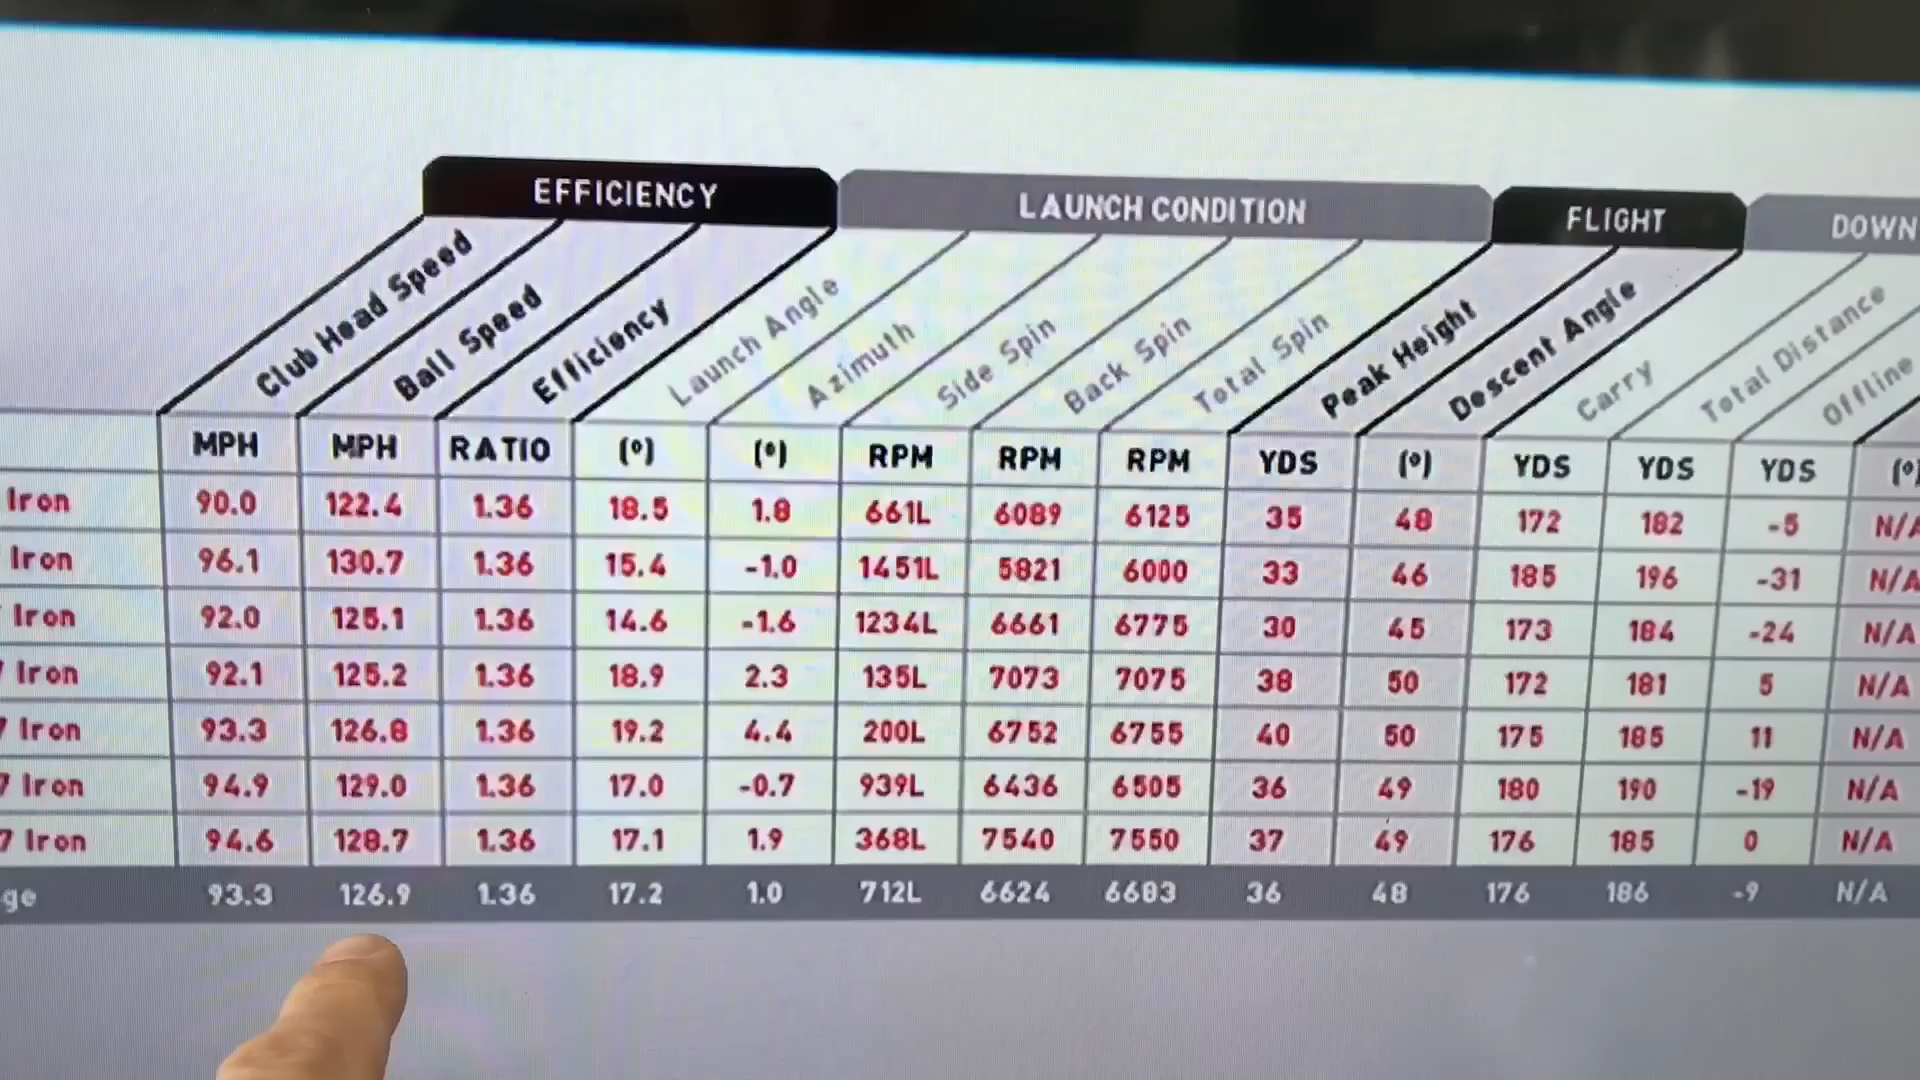 EFFICIENCY LAUNCH CONDITION FLIGHT DOWN
Club Head Speed Ball Speed Efficiency Launch Angle Azimuth Side Spin Back Spin Total Spin Peak Height Descent Angle Carry Total Distance Offline
MPH MPH RATIO (°) (°) RPM RPM RPM YDS (°) YDS YDS YDS (°)
Iron 90.0 122.4 1.36 18.5 1.8 661L 6089 6125 35 48 172 182 -5 N/A
Iron 96.1 130.7 1.36 15.4 -1.0 1451L 5821 6000 33 46 185 196 -31 N/A
Iron 92.0 125.1 1.36 14.6 -1.6 1234L 6661 6775 30 45 173 184 -24 N/A
7 Iron 92.1 125.2 1.36 18.9 2.3 135L 7073 7075 38 50 172 181 5 N/A
7 Iron 93.3 126.8 1.36 19.2 4.4 200L 6752 6755 40 50 175 185 11 N/A
7 Iron 94.9 129.0 1.36 17.0 -0.7 939L 6436 6505 36 49 180 190 -19 N/A
7 Iron 94.6 128.7 1.36 17.1 1.9 368L 7540 7550 37 49 176 185 0 N/A
ge 93.3 126.9 1.36 17.2 1.0 712L 6624 6683 36 48 176 186 -9 N/A